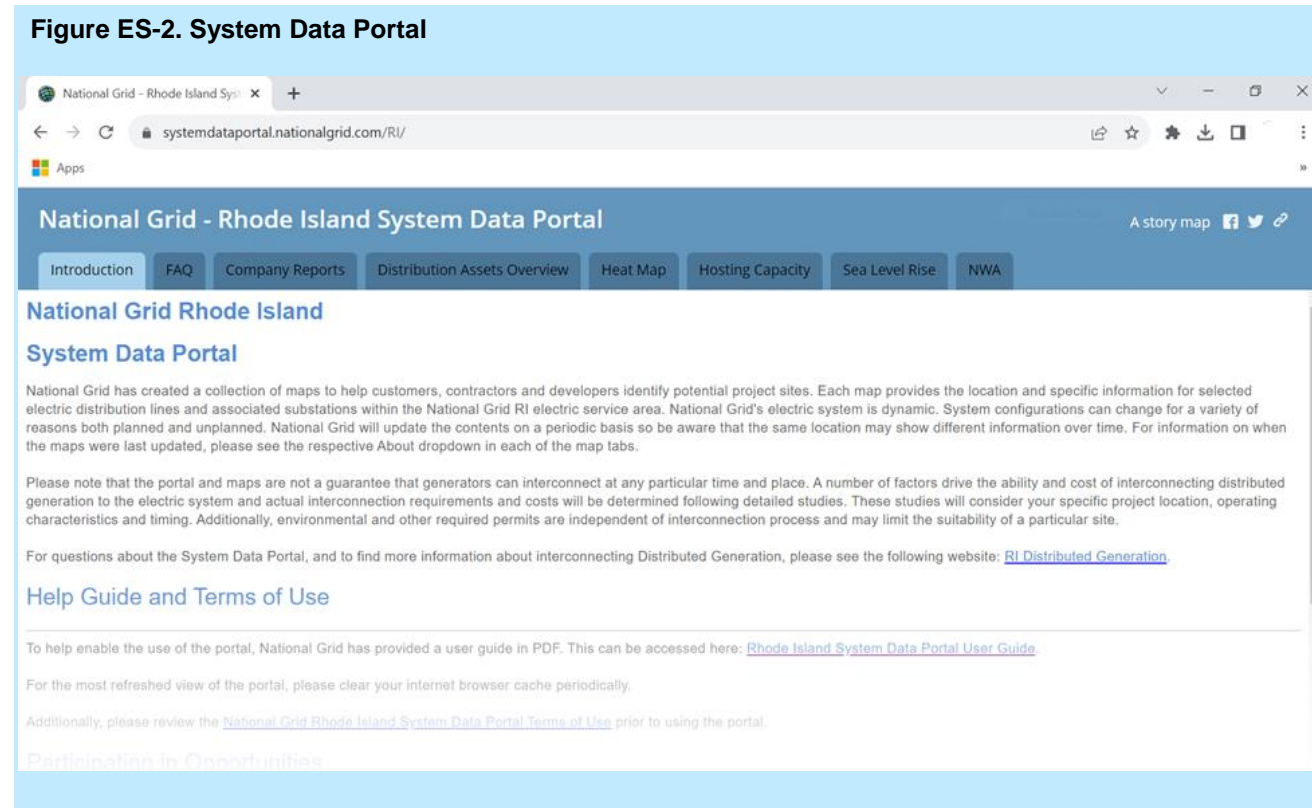 Figure ES-2. System Data Portal
National Grid - Rhode Island Sys
systemdataportal.nationalgrid.com/RI/
Apps
National Grid - Rhode Island System Data Portal
A story map
Introduction FAQ Company Reports Distribution Assets Overview Heat Map Hosting Capacity Sea Level Rise NWA
National Grid Rhode Island
System Data Portal
National Grid has created a collection of maps to help customers, contractors and developers identify potential project sites. Each map provides the location and specific information for selected
electric distribution lines and associated substations within the National Grid RI electric service area. National Grid's electric system is dynamic. System configurations can change for a variety of
reasons both planned and unplanned. National Grid will update the contents on a periodic basis so be aware that the same location may show different information over time. For information on when
the maps were last updated, please see the respective About dropdown in each of the map tabs.
Please note that the portal and maps are not a guarantee that generators can interconnect at any particular time and place. A number of factors drive the ability and cost of interconnecting distributed
generation to the electric system and actual interconnection requirements and costs will be determined following detailed studies. These studies will consider your specific project location, operating
characteristics and timing. Additionally, environmental and other required permits are independent of interconnection process and may limit the suitability of a particular site.
For questions about the System Data Portal, and to find more information about interconnecting Distributed Generation, please see the following website: RI Distributed Generation.
Help Guide and Terms of Use
To help enable the use of the portal, National Grid has provided a user guide in PDF. This can be accessed here: Rhode Island System Data Portal User Guide.
For the most refreshed view of the portal, please clear your internet browser cache periodically.
Additionally, please review the National Grid Rhode Island System Data Portal Terms of Use prior to using the portal.
Participating in Opportunities